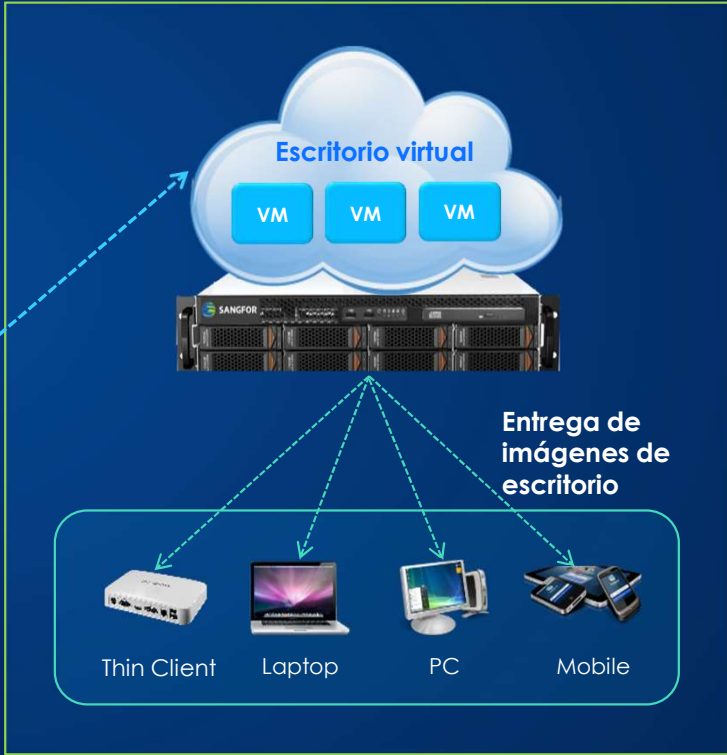 Escritorio virtual
VM VM VM
SANGFOR
Entrega de
imágenes de
escritorio
Thin Client Laptop PC Mobile